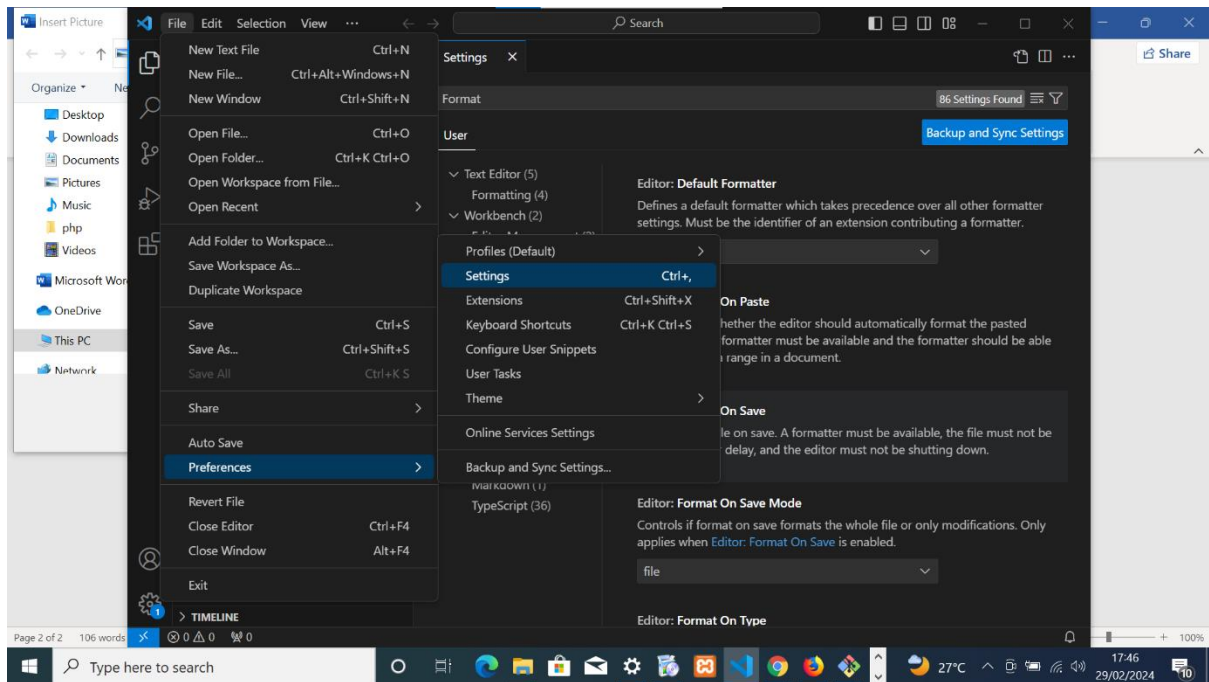 Insert Picture
File Edit Selection View ··· Search
Share
Organize Ne
Desktop
Downloads
Documents
Pictures
Music
php
Videos
Microsoft Wor
OneDrive
This PC
Network
New Text File Ctrl+N
New File... Ctrl+Alt+Windows+N
New Window Ctrl+Shift+N
Open File... Ctrl+O
Open Folder... Ctrl+K Ctrl+O
Open Workspace from File...
Open Recent
Add Folder to Workspace...
Save Workspace As...
Duplicate Workspace
Save Ctrl+S
Save As... Ctrl+Shift+S
Save All Ctrl+K S
Share
Auto Save
Preferences
Revert File
Close Editor Ctrl+F4
Close Window Alt+F4
Exit
TIMELINE
Profiles (Default)
Settings Ctrl+,
Extensions Ctrl+Shift+X
Keyboard Shortcuts Ctrl+K Ctrl+S
Configure User Snippets
User Tasks
Theme
Online Services Settings
Backup and Sync Settings...
Settings
Format 86 Settings Found
User Backup and Sync Settings
Text Editor (5)
Formatting (4)
Workbench (2)
Markdown (1)
TypeScript (36)
Editor: Default Formatter
Defines a default formatter which takes precedence over all other formatter
settings. Must be the identifier of an extension contributing a formatter.
On Paste
hether the editor should automatically format the pasted
formatter must be available and the formatter should be able
range in a document.
On Save
le on save. A formatter must be available, the file must not be
delay, and the editor must not be shutting down.
Editor: Format On Save Mode
Controls if format on save formats the whole file or only modifications. Only
applies when Editor: Format On Save is enabled.
file
Editor: Format On Type
Page 2 of 2 106 words 0 0 0 100%
Type here to search 27°C 17:46
29/02/2024 10